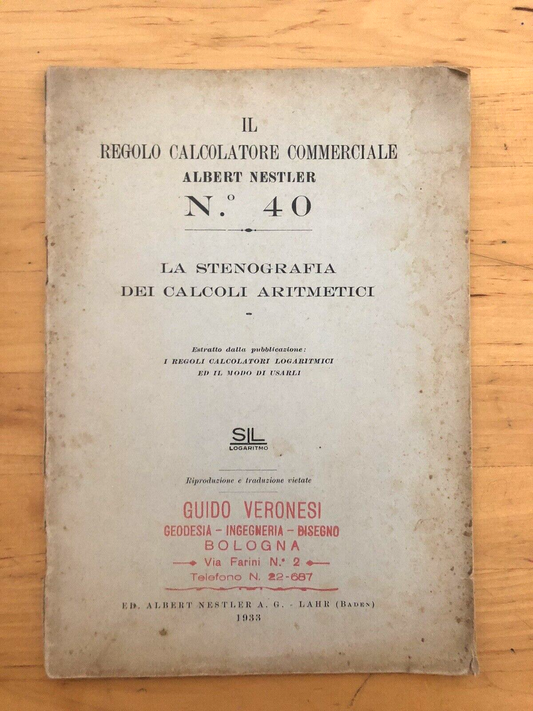 IL
REGOLO CALCOLATORE COMMERCIALE
ALBERT NESTLER
N.º 40
LA STENOGRAFIA
DEI CALCOLI ARITMETICI
Estratto dalla pubblicazione:
I REGOLI CALCOLATORI LOGARITMICI
ED IL MODO DI USARLI
SLL
LOGARITMO
Riproduzione e traduzione vietate
GUIDO VERONESI
GEODESIA - INGEGNERIA - DISEGNO
BOLOGNA
Via Farini N.° 2
Telefono N. 22-687
ED. ALBERT NESTLER A. G. - LAHR (BADEN)
1933